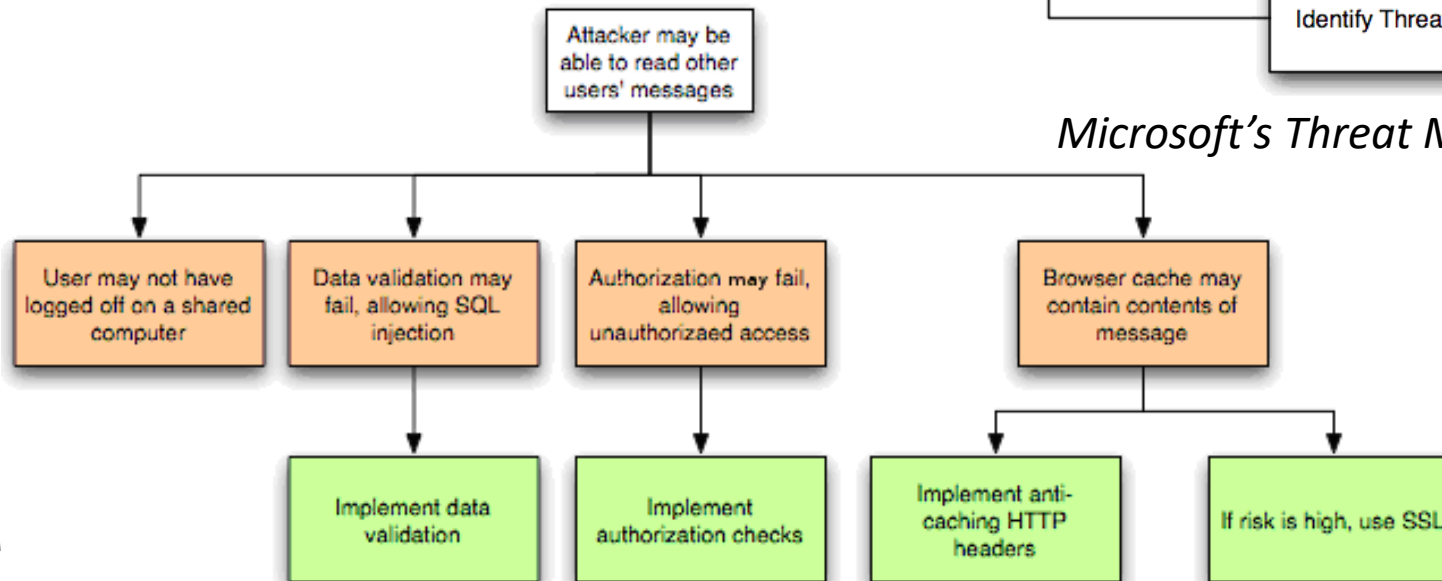 Identify Threa
Attacker may be
able to read other
users' messages
Microsoft's Threat M
User may not have
logged off on a shared
computer
Data validation may
fail, allowing SQL
injection
Authorization may fail,
allowing
unauthorizaed access
Browser cache may
contain contents of
message
Implement data
validation
Implement
authorization checks
Implement anti-
caching HTTP
headers
If risk is high, use SSL